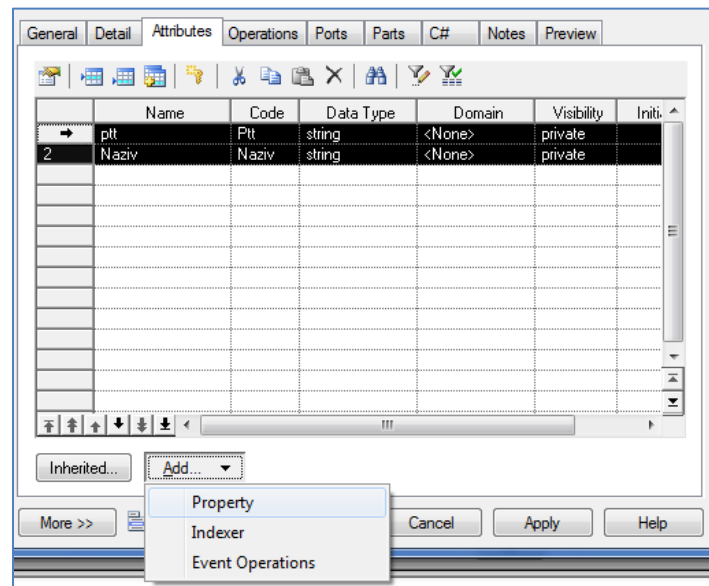 General Detail Attributes Operations Ports Parts C# Notes Preview
Name Code Data Type Domain Visibility Initi
ptt Ptt string <None> private
2 Naziv Naziv string <None> private
Inherited... Add...
Property
More >> Cancel Apply Help
Indexer
Event Operations